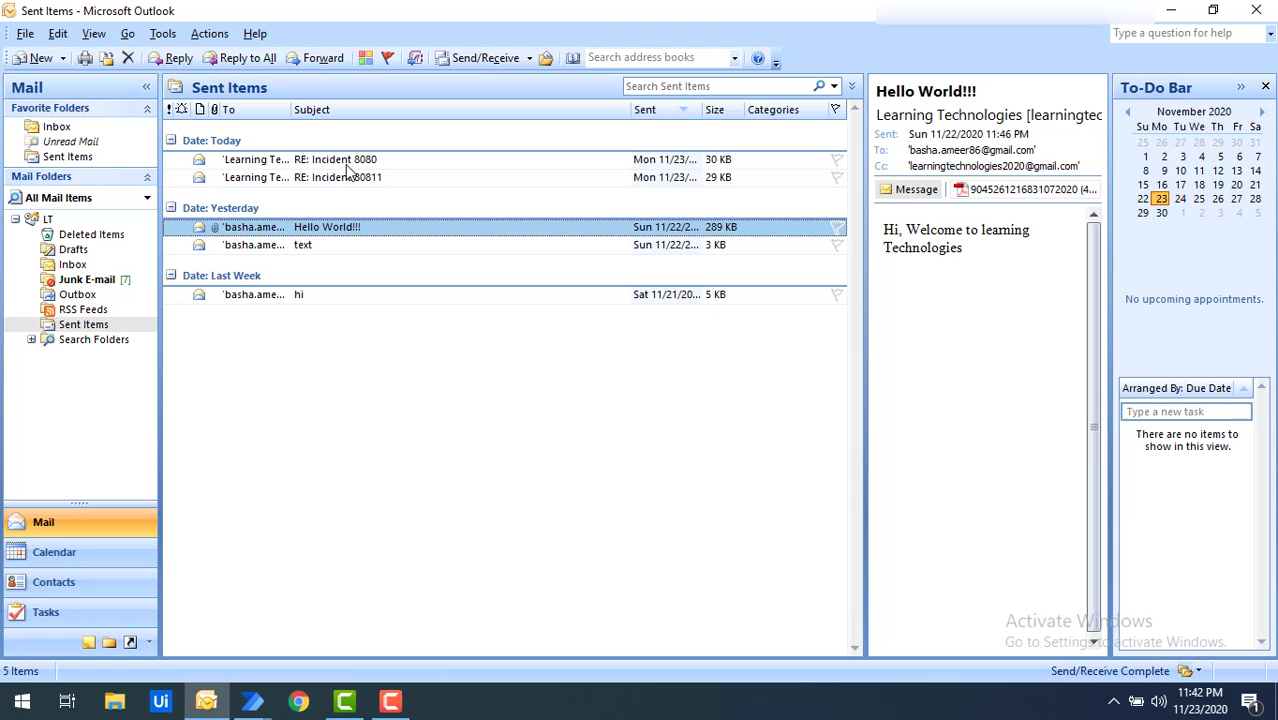 Sent Items - Microsoft Outlook
File Edit View Go Tools Actions Help
Type a question for help
New Reply Reply to All Forward Send/Receive Search address books
Mail
Favorite Folders
Inbox
Unread Mail
Sent Items
Mail Folders
All Mail Items
LT
Deleted Items
Drafts
Inbox
Junk E-mail [7]
Outbox
RSS Feeds
Sent Items
Search Folders
Mail
Calendar
Contacts
Tasks
Sent Items Search Sent Items
To Subject Sent Size Categories
Date: Today
'Learning Te... RE: Incident 8080 Mon 11/23/... 30 KB
'Learning Te... RE: Incident 80811 Mon 11/23/... 29 KB
Date: Yesterday
'basha.ame... Hello World!!! Sun 11/22/2... 289 KB
'basha.ame... text Sun 11/22/2... 3 KB
Date: Last Week
'basha.ame... hi Sat 11/21/20... 5 KB
Hello World!!!
Learning Technologies [learningtec
Sent: Sun 11/22/2020 11:46 PM
To: 'basha.ameer86@gmail.com'
Cc: 'learningtechnologies2020@gmail.com'
Message 9045261216831072020 (4...
Hi, Welcome to learning
Technologies
To-Do Bar
November 2020
Su Mo Tu We Th Fr Sa
25 26 27 28 29 30 31
1 2 3 4 5 6 7
8 9 10 11 12 13 14
15 16 17 18 19 20 21
22 23 24 25 26 27 28
29 30 1 2 3 4 5
No upcoming appointments.
Arranged By: Due Date
Type a new task
There are no items to
show in this view.
Activate Windows
Go to Settings to activate Windows.
5 Items
Send/Receive Complete
Ui
11:42 PM
11/23/2020
1